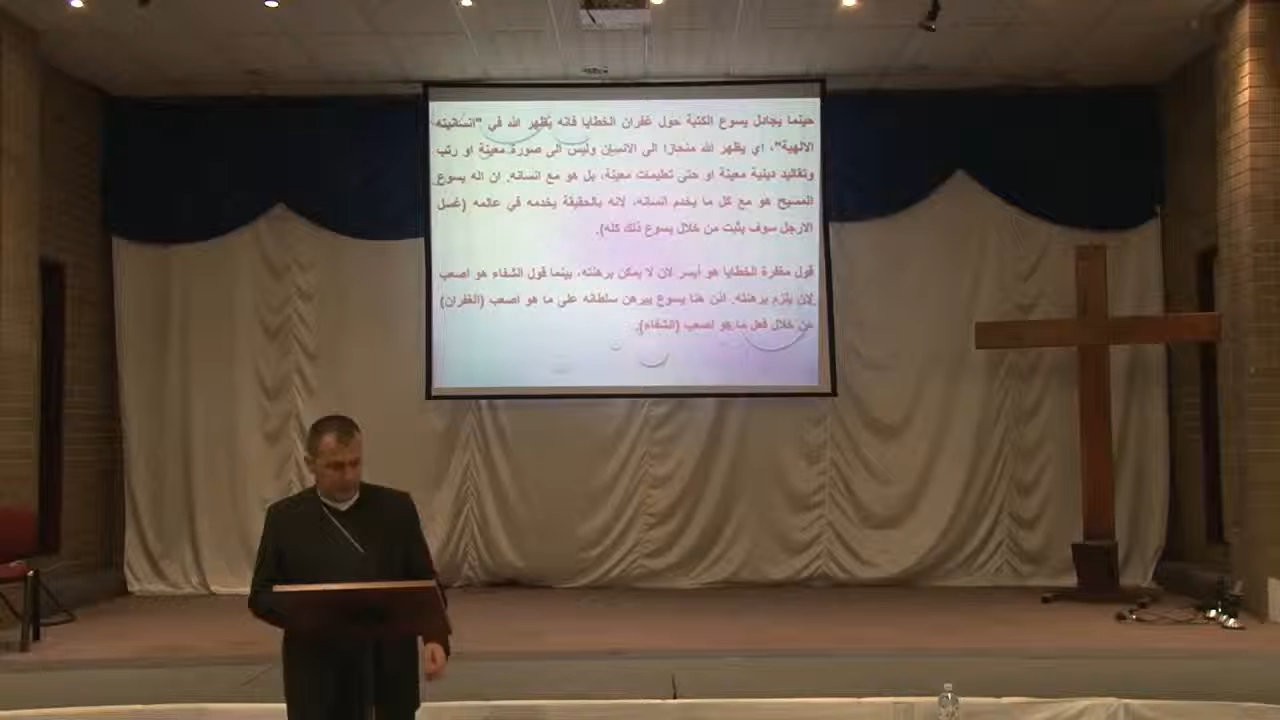 حينما يجادل يسوع الكتبة حول غفران الخطايا فانه يُظهر الله في "انسانيته
الالهية"، اي يظهر الله منحازا الى الانسان وليس الى صورة معينة او رتب
وتقاليد دينية معينة او حتى تعليمات معينة، بل هو مع انسانه. ان اله يسوع
المسيح هو مع كل ما يخدم انسانه، لانه بالحقيقة يخدمه في عالمه (غسل
الارجل سوف يثبت من خلال يسوع ذلك كله).
قول مغفرة الخطايا هو أيسر لان لا يمكن برهنته، بينما قول الشفاء هو اصعب
لان يلزم برهنته. اذن هنا يسوع يبرهن سلطانه على ما هو اصعب (الغفران)
من خلال فعل ما هو اصعب (الشفاء).